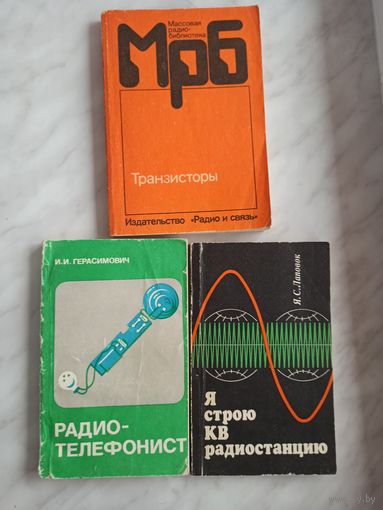 Массовая
радио-
библиотека
Мрб
Транзисторы
Издательство «Радио и связь»
И.И. ГЕРАСИМОВИЧ
РАДИО-
ТЕЛЕФОНИСТ
Я.С.Лаповок
Я
строю
КВ
радиостанцию